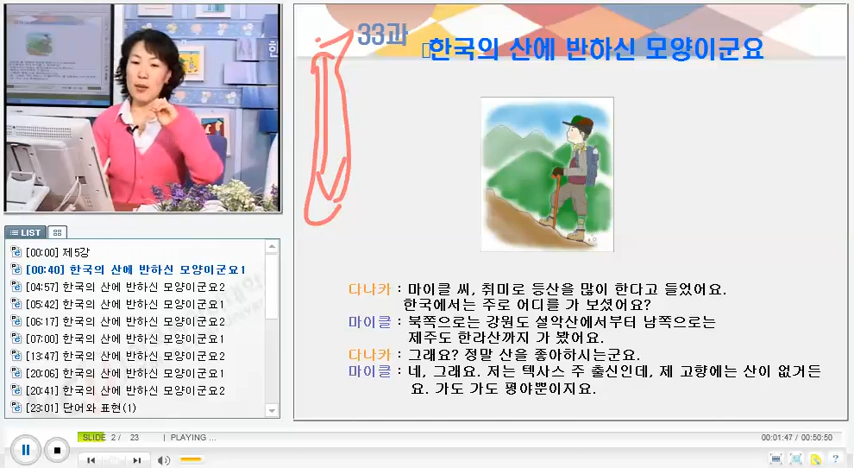 33과
한국의 산에 반하신 모양이군요
다나카 : 마이클 씨, 취미로 등산을 많이 한다고 들었어요.
한국에서는 주로 어디를 가 보셨어요?
마이클 : 북쪽으로는 강원도 설악산에서부터 남쪽으로는
제주도 한라산까지 가 봤어요.
다나카 : 그래요? 정말 산을 좋아하시는군요.
마이클 : 네, 그래요. 저는 텍사스 주 출신인데, 제 고향에는 산이 없거든
요. 가도 가도 평야뿐이지요.
LIST
[00:00] 제5강
[00:40] 한국의 산에 반하신 모양이군요1
[04:57] 한국의 산에 반하신 모양이군요2
[05:42] 한국의 산에 반하신 모양이군요1
[06:17] 한국의 산에 반하신 모양이군요2
[07:00] 한국의 산에 반하신 모양이군요1
[13:47] 한국의 산에 반하신 모양이군요2
[20:06] 한국의 산에 반하신 모양이군요1
[20:41] 한국의 산에 반하신 모양이군요2
[23:01] 단어와 표현(1)
SLIDE 2 / 23 | PLAYING ...
00:01:47 / 00:50:50